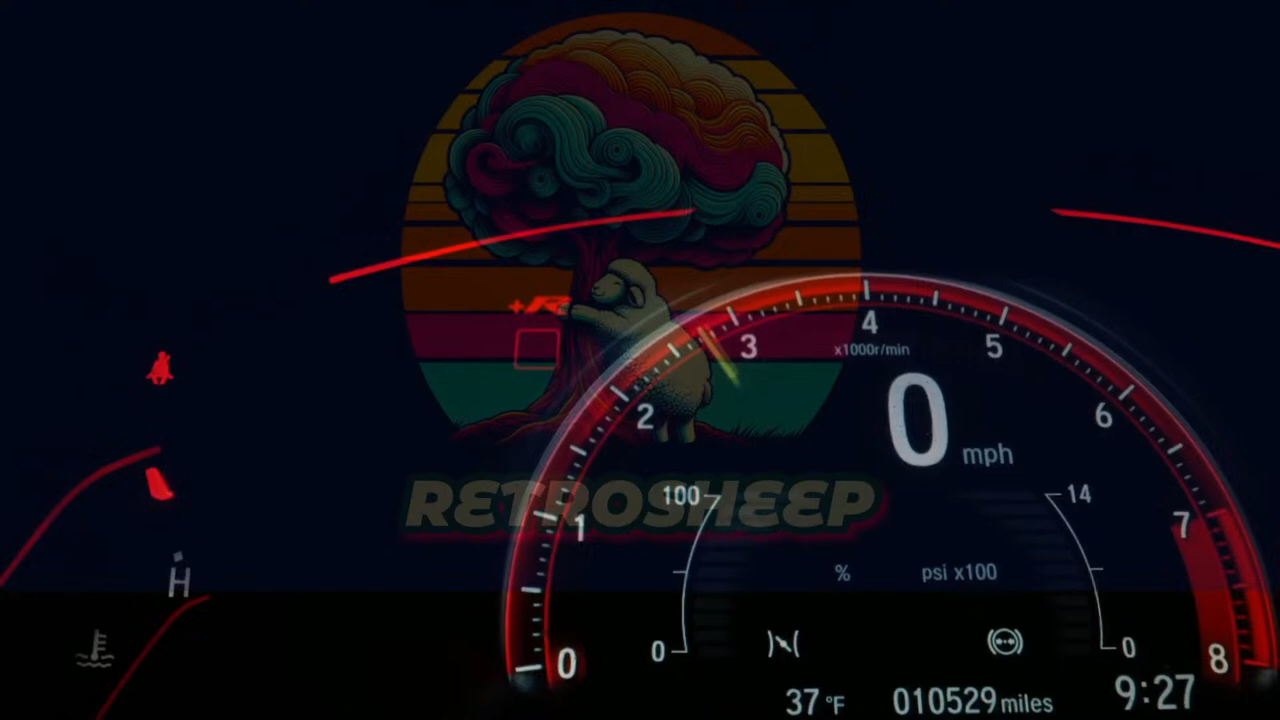 +R
4
3
x1000r/min
5
2
0 mph
6
H
1
100
14
7
% psi x100
RETROSHEEP
0
0
0
8
37 °F 010529 miles 9:27